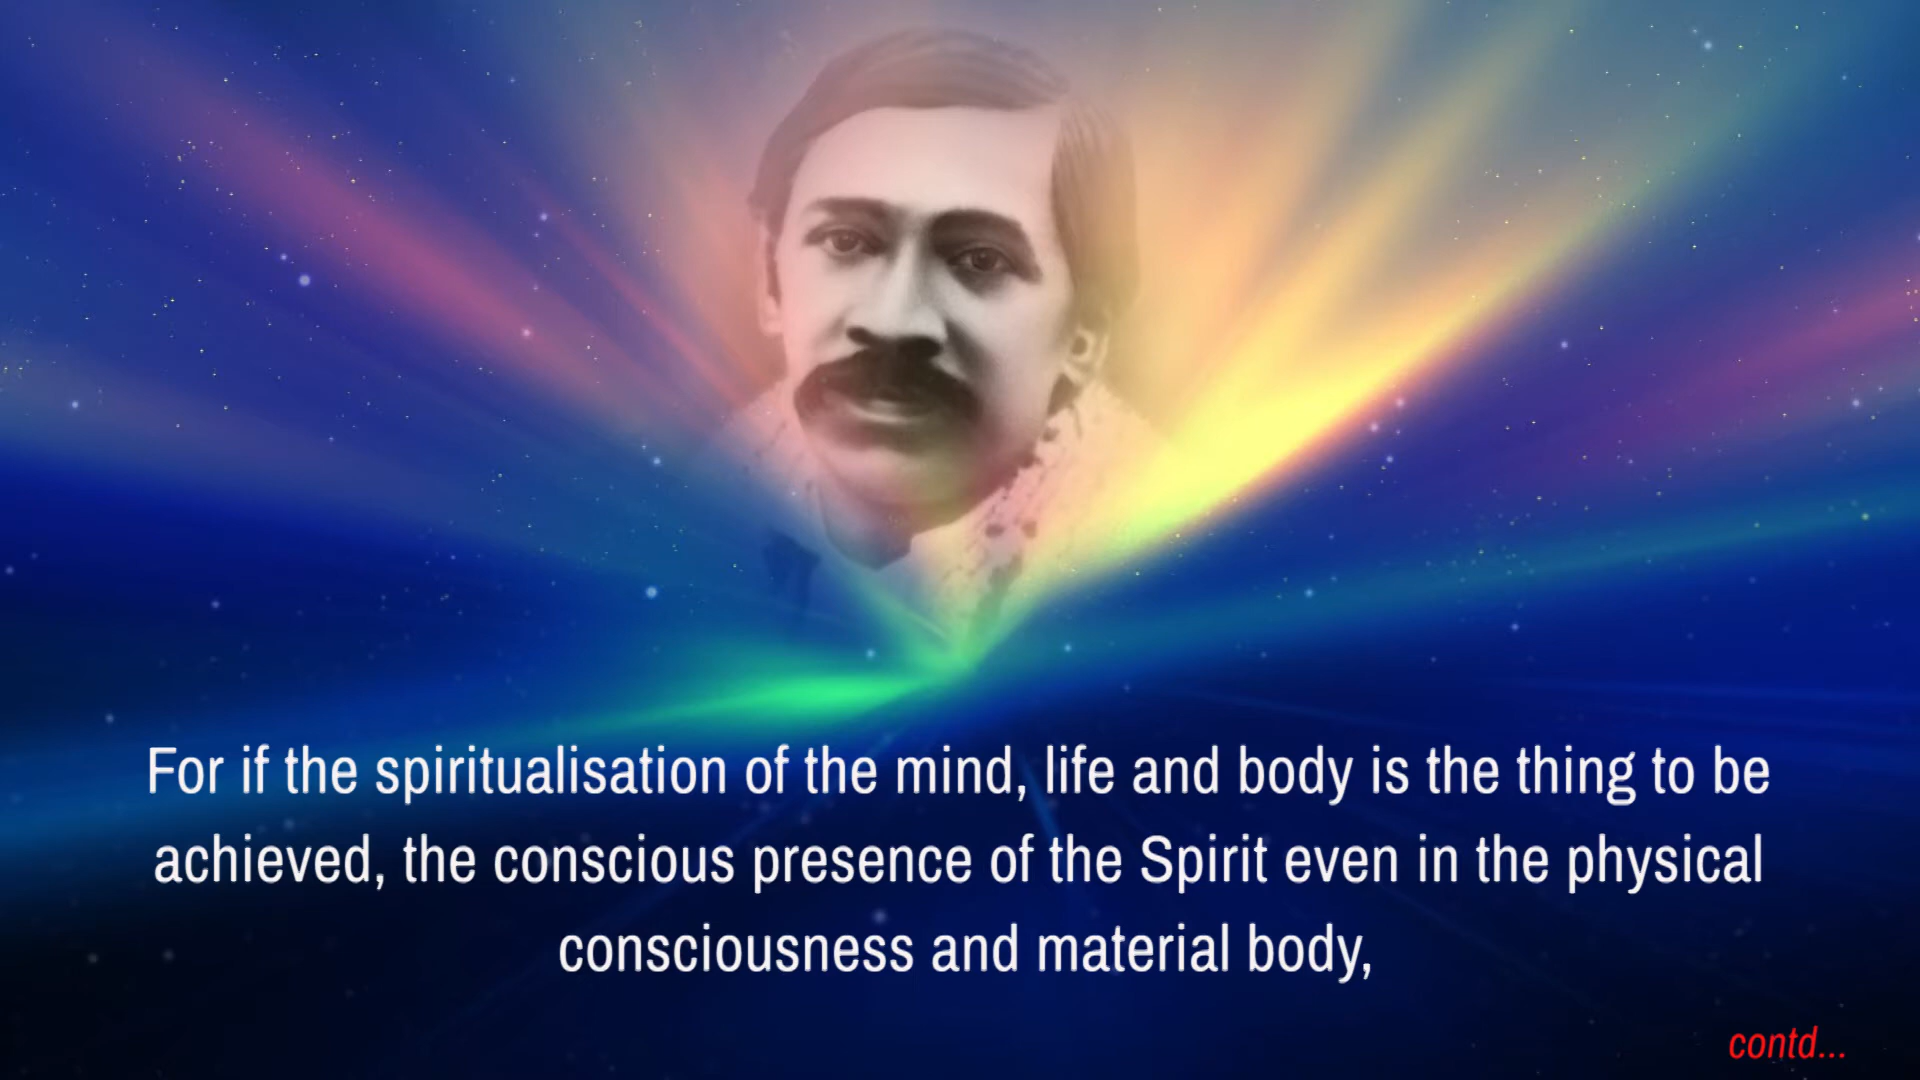 For if the spiritualisation of the mind, life and body is the thing to be
achieved, the conscious presence of the Spirit even in the physical
consciousness and material body,
contd...